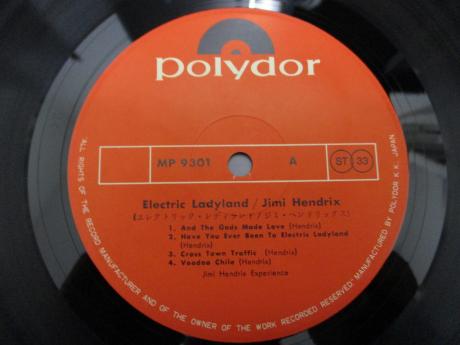 polydor
MP 9301 A ST 33
Electric Ladyland / Jimi Hendrix
(エレクトリック・レディランド／ジミ・ヘンドリックス)
1. And The Gods Made Love (Hendrix)
2. Have You Ever Been To Electric Ladyland
(Hendrix)
3. Cross Town Traffic (Hendrix)
4. Voodoo Chile (Hendrix)
Jimi Hendrix Experience
ALL RIGHTS OF THE RECORD MANUFACTURER AND OF THE OWNER OF THE WORK RECORDED RESERVED MANUFACTURED BY POLYDOR K.K. JAPAN